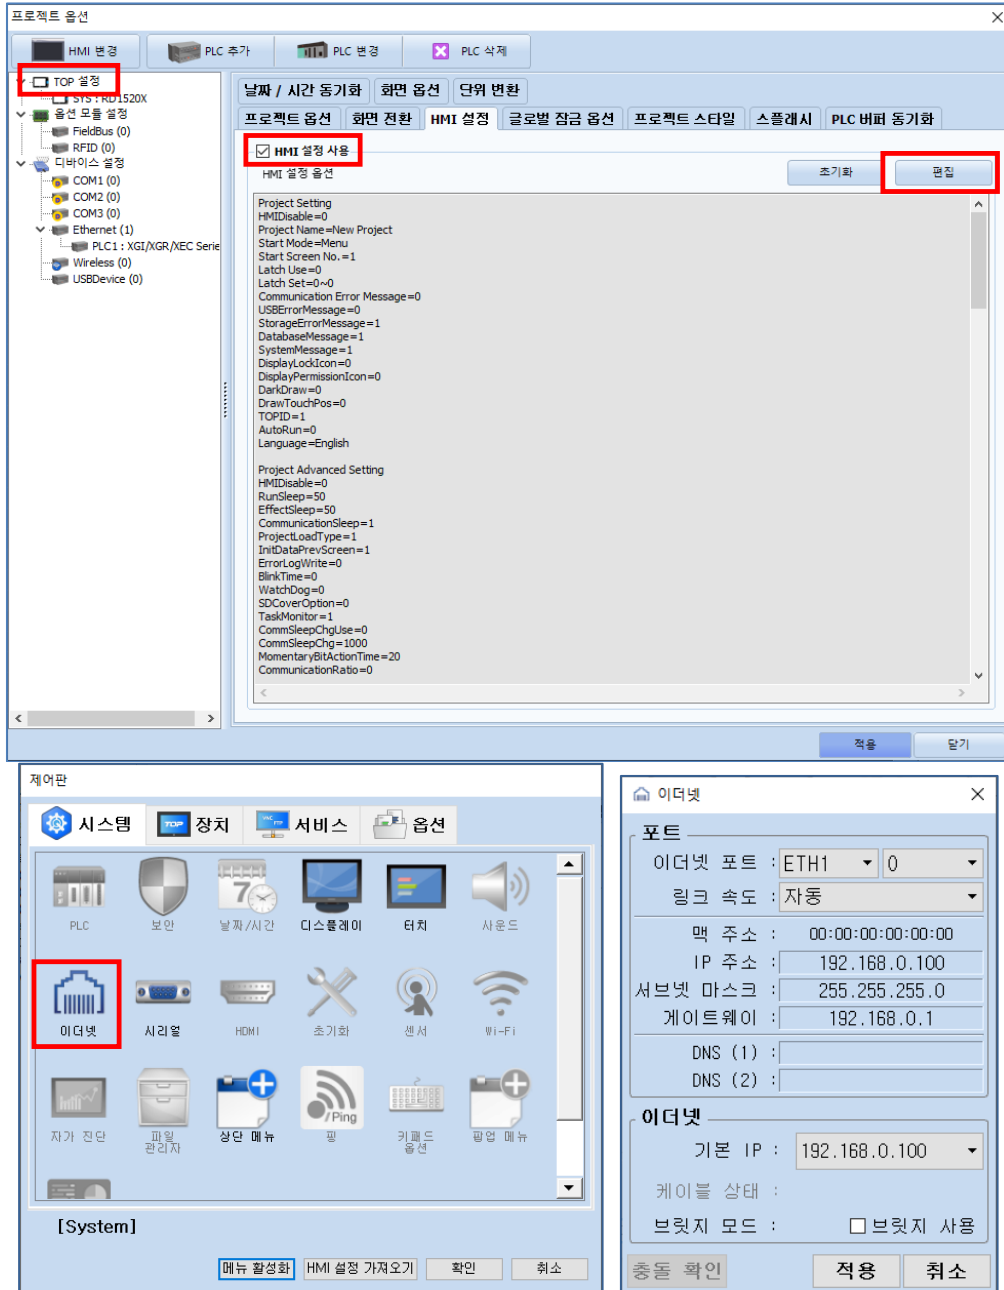 프로젝트 옵션
HMI 변경
PLC 추가
PLC 변경
PLC 삭제
TOP 설정
SYS : RD1520X
옵션 모듈 설정
FieldBus (0)
RFID (0)
디바이스 설정
COM1 (0)
COM2 (0)
COM3 (0)
Ethernet (1)
PLC1 : XGI/XGR/XEC Serie
Wireless (0)
USBDevice (0)
날짜 / 시간 동기화 화면 옵션 단위 변환
프로젝트 옵션 화면 전환 HMI 설정 글로벌 잠금 옵션 프로젝트 스타일 스플래시 PLC 버퍼 동기화
HMI 설정 사용
HMI 설정 옵션
초기화
편집
Project Setting
HMIDisable=0
Project Name=New Project
Start Mode=Menu
Start Screen No.=1
Latch Use=0
Latch Set=0~0
Communication Error Message=0
USBErrorMessage=0
StorageErrorMessage=1
DatabaseMessage=1
SystemMessage=1
DisplayLockIcon=0
DisplayPermissionIcon=0
DarkDraw=0
DrawTouchPos=0
TOPID=1
AutoRun=0
Language=English
Project Advanced Setting
HMIDisable=0
RunSleep=50
EffectSleep=50
CommunicationSleep=1
ProjectLoadType=1
InitDataPrevScreen=1
ErrorLogWrite=0
BlinkTime=0
WatchDog=0
SDCoverOption=0
TaskMonitor=1
CommSleepChgUse=0
CommSleepChg=1000
MomentaryBitActionTime=20
CommunicationRatio=0
적용
닫기
제어판
시스템 장치 서비스 옵션
PLC 보안 날짜/시간 디스플레이 터치 사운드
이더넷 시리얼 HDMI 초기화 센서 Wi-Fi
/Ping
자가 진단 파일 관리자 상단 메뉴 핑 키패드 옵션 팝업 메뉴
[System]
메뉴 활성화 HMI 설정 가져오기 확인 취소
이더넷
포트
이더넷 포트 : ETH1 0
링크 속도 : 자동
맥 주소 : 00:00:00:00:00:00
IP 주소 : 192.168.0.100
서브넷 마스크 : 255.255.255.0
게이트웨이 : 192.168.0.1
DNS (1) :
DNS (2) :
이더넷
기본 IP : 192.168.0.100
케이블 상태 :
브릿지 모드 : 브릿지 사용
충돌 확인 적용 취소